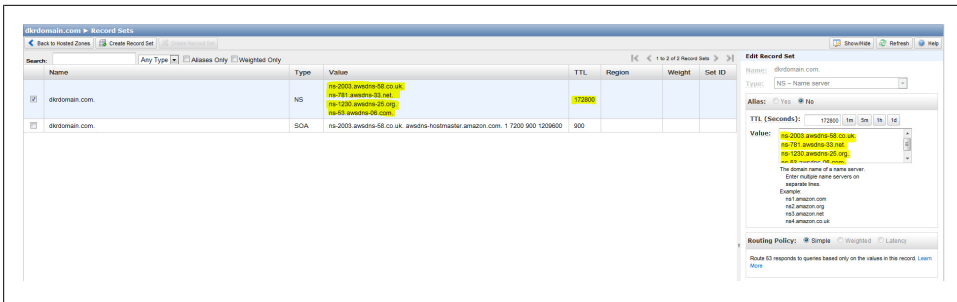 dkrdomain.com ▶ Record Sets
Back to Hosted Zones Create Record Set Delete Record Set Show/Hide Refresh Help
Search: Any Type Aliases Only Weighted Only 1 to 2 of 2 Record Sets
Name Type Value TTL Region Weight Set ID
dkrdomain.com. NS ns-2003.awsdns-58.co.uk. 172800
ns-781.awsdns-33.net.
ns-1230.awsdns-25.org.
ns-53.awsdns-06.com.
dkrdomain.com. SOA ns-2003.awsdns-58.co.uk. awsdns-hostmaster.amazon.com. 1 7200 900 1209600 900
Edit Record Set
Name: dkrdomain.com.
Type: NS – Name server
Alias: Yes No
TTL (Seconds): 172800 1m 5m 1h 1d
Value: ns-2003.awsdns-58.co.uk.
ns-781.awsdns-33.net.
ns-1230.awsdns-25.org.
ns-53.awsdns-06.com.
The domain name of a name server.
Enter multiple name servers on
separate lines.
Example:
ns1.amazon.com
ns2.amazon.org
ns3.amazon.net
ns4.amazon.co.uk
Routing Policy: Simple Weighted Latency
Route 53 responds to queries based only on the values in this record. Learn
More